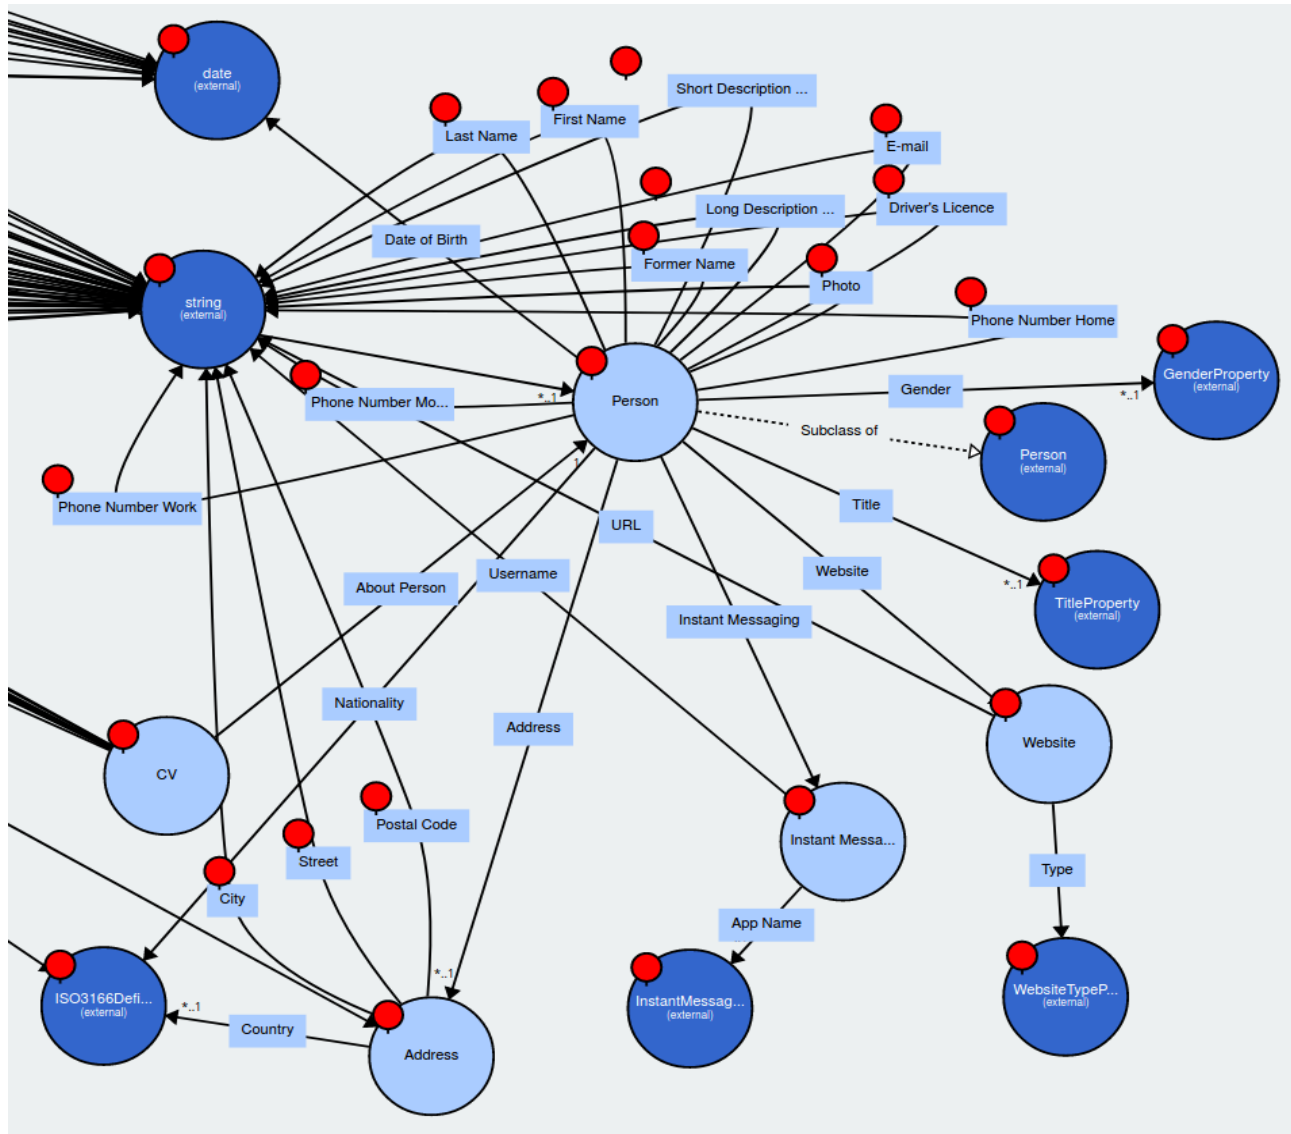 date
(external)
Short Description ...
First Name
Last Name
E-mail
Long Description ...
Driver's Licence
Date of Birth
Former Name
Photo
string
(external)
Phone Number Home
GenderProperty
(external)
Gender
*..1
Phone Number Mo...
*..1
Person
Subclass of
Person
(external)
1
Phone Number Work
Title
URL
Website
Username
About Person
*..1
TitleProperty
(external)
Instant Messaging
Nationality
Address
Website
CV
Postal Code
Instant Messa...
Street
Type
City
App Name
*..1
ISO3166Defi...
(external)
*..1
InstantMessag...
(external)
WebsiteTypeP...
(external)
Country
Address